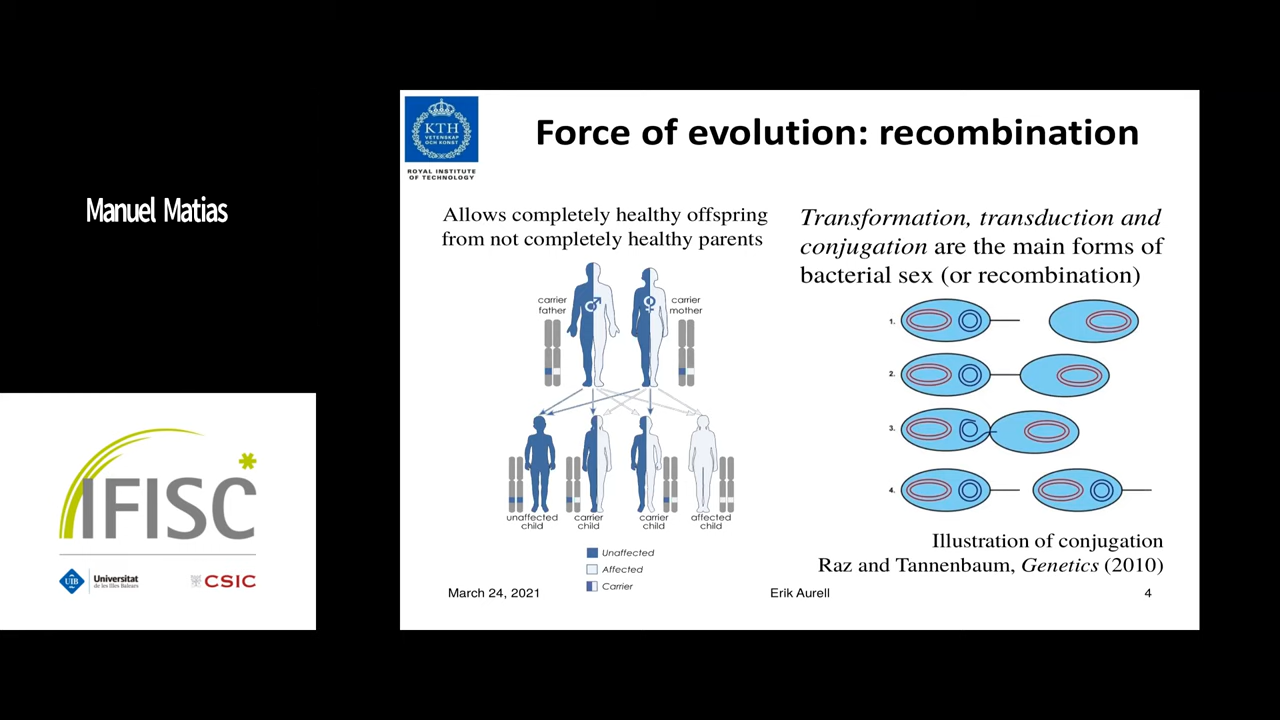 Manuel Matias
IFISC
UIB
Universitat
de les Illes Balears
CSIC
KTH
VETENSKAP
OCH KONST
ROYAL INSTITUTE
OF TECHNOLOGY
Force of evolution: recombination
Allows completely healthy offspring
from not completely healthy parents
carrier
father
carrier
mother
unaffected
child
carrier
child
carrier
child
affected
child
Unaffected
Affected
Carrier
Transformation, transduction and
conjugation are the main forms of
bacterial sex (or recombination)
1.
2.
3.
4.
Illustration of conjugation
Raz and Tannenbaum, Genetics (2010)
March 24, 2021
Erik Aurell
4